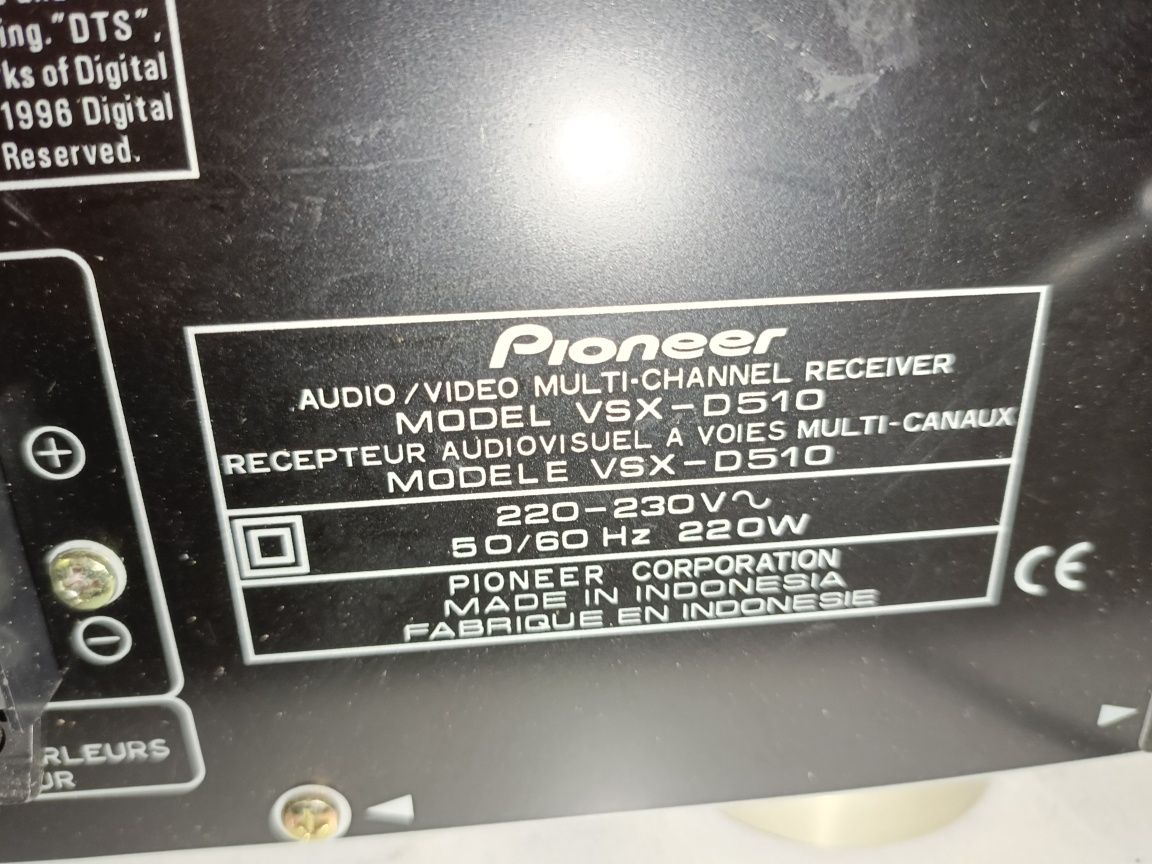 ing. "DTS",
ks of Digital
1996 Digital
Reserved.
Pioneer
AUDIO/VIDEO MULTI-CHANNEL RECEIVER
MODEL VSX-D510
RECEPTEUR AUDIOVISUEL A VOIES MULTI-CANAUX
MODELE VSX-D510
220-230V~
50/60 Hz 220W
PIONEER CORPORATION
MADE IN INDONESIA
FABRIQUE EN INDONESIE
CE
+
−
RLEURS
UR